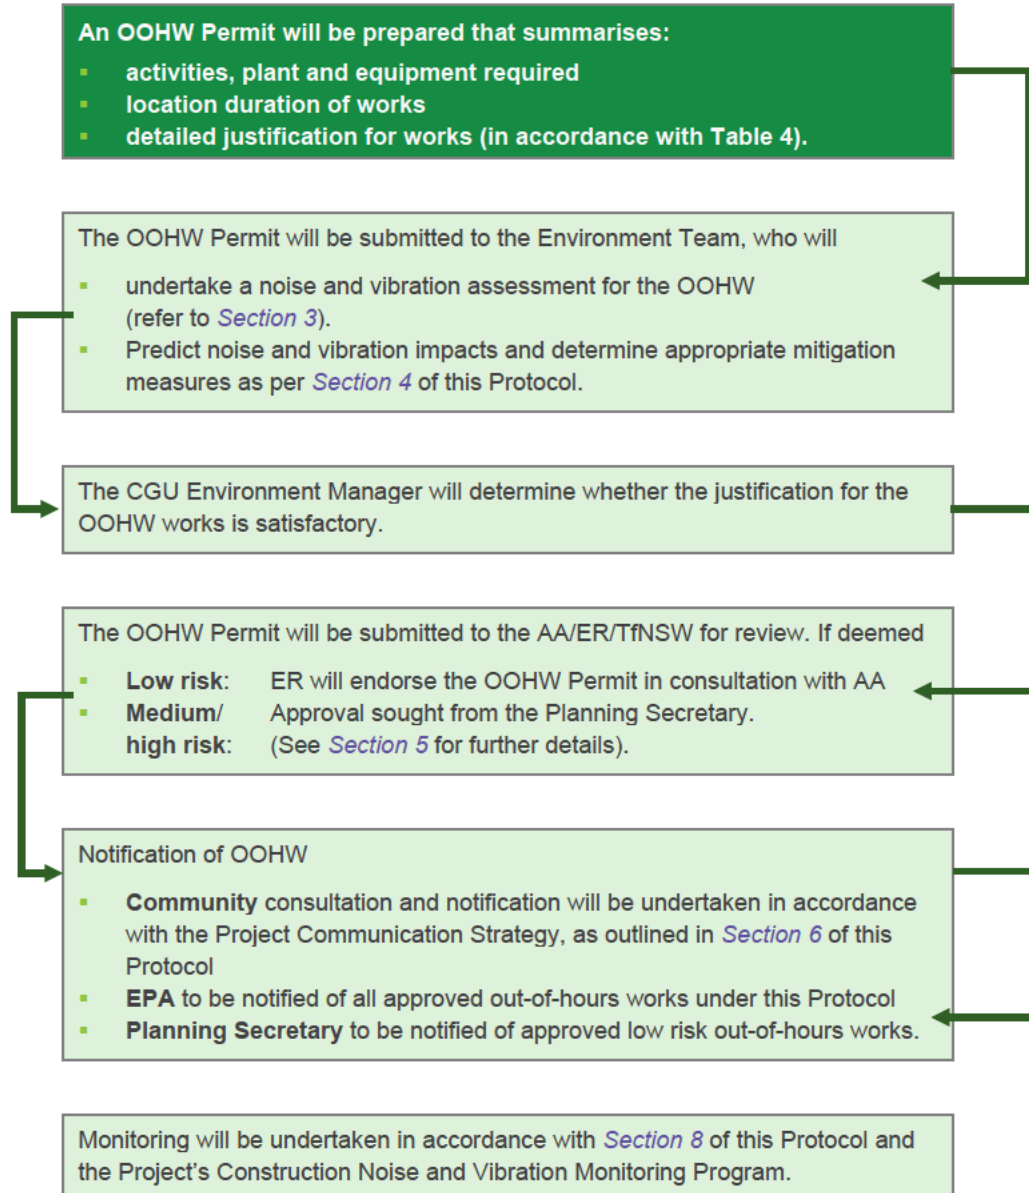 An OOHW Permit will be prepared that summarises:
▪ activities, plant and equipment required
▪ location duration of works
▪ detailed justification for works (in accordance with Table 4).
The OOHW Permit will be submitted to the Environment Team, who will
▪ undertake a noise and vibration assessment for the OOHW
(refer to Section 3).
▪ Predict noise and vibration impacts and determine appropriate mitigation
measures as per Section 4 of this Protocol.
The CGU Environment Manager will determine whether the justification for the
OOHW works is satisfactory.
The OOHW Permit will be submitted to the AA/ER/TfNSW for review. If deemed
▪ Low risk: ER will endorse the OOHW Permit in consultation with AA
▪ Medium/ Approval sought from the Planning Secretary.
high risk: (See Section 5 for further details).
Notification of OOHW
▪ Community consultation and notification will be undertaken in accordance
with the Project Communication Strategy, as outlined in Section 6 of this
Protocol
▪ EPA to be notified of all approved out-of-hours works under this Protocol
▪ Planning Secretary to be notified of approved low risk out-of-hours works.
Monitoring will be undertaken in accordance with Section 8 of this Protocol and
the Project's Construction Noise and Vibration Monitoring Program.